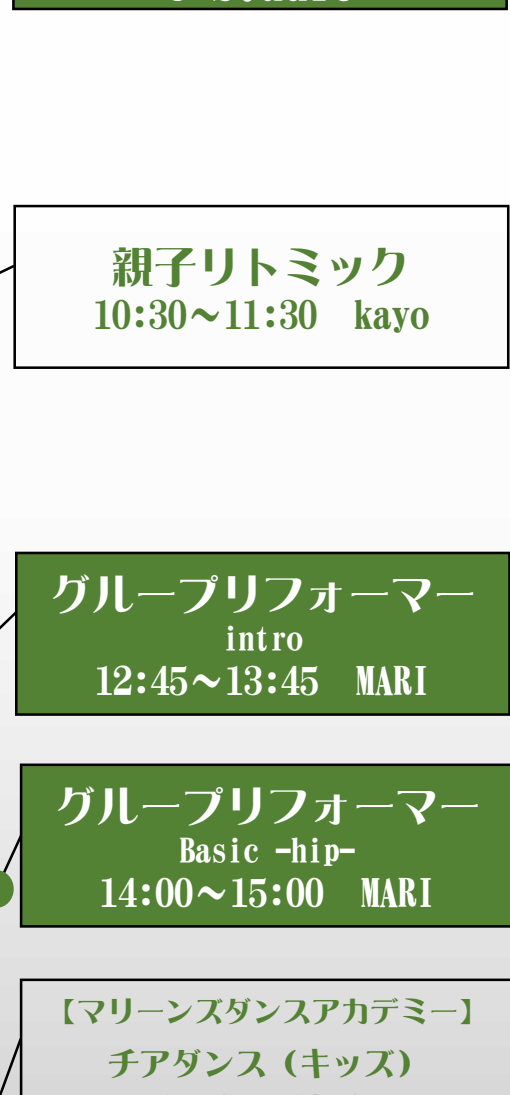 親子リトミック
10:30～11:30　kayo
グループリフォーマー
intro
12:45～13:45　MARI
グループリフォーマー
Basic -hip-
14:00～15:00　MARI
【マリーンズダンスアカデミー】
チアダンス（キッズ）